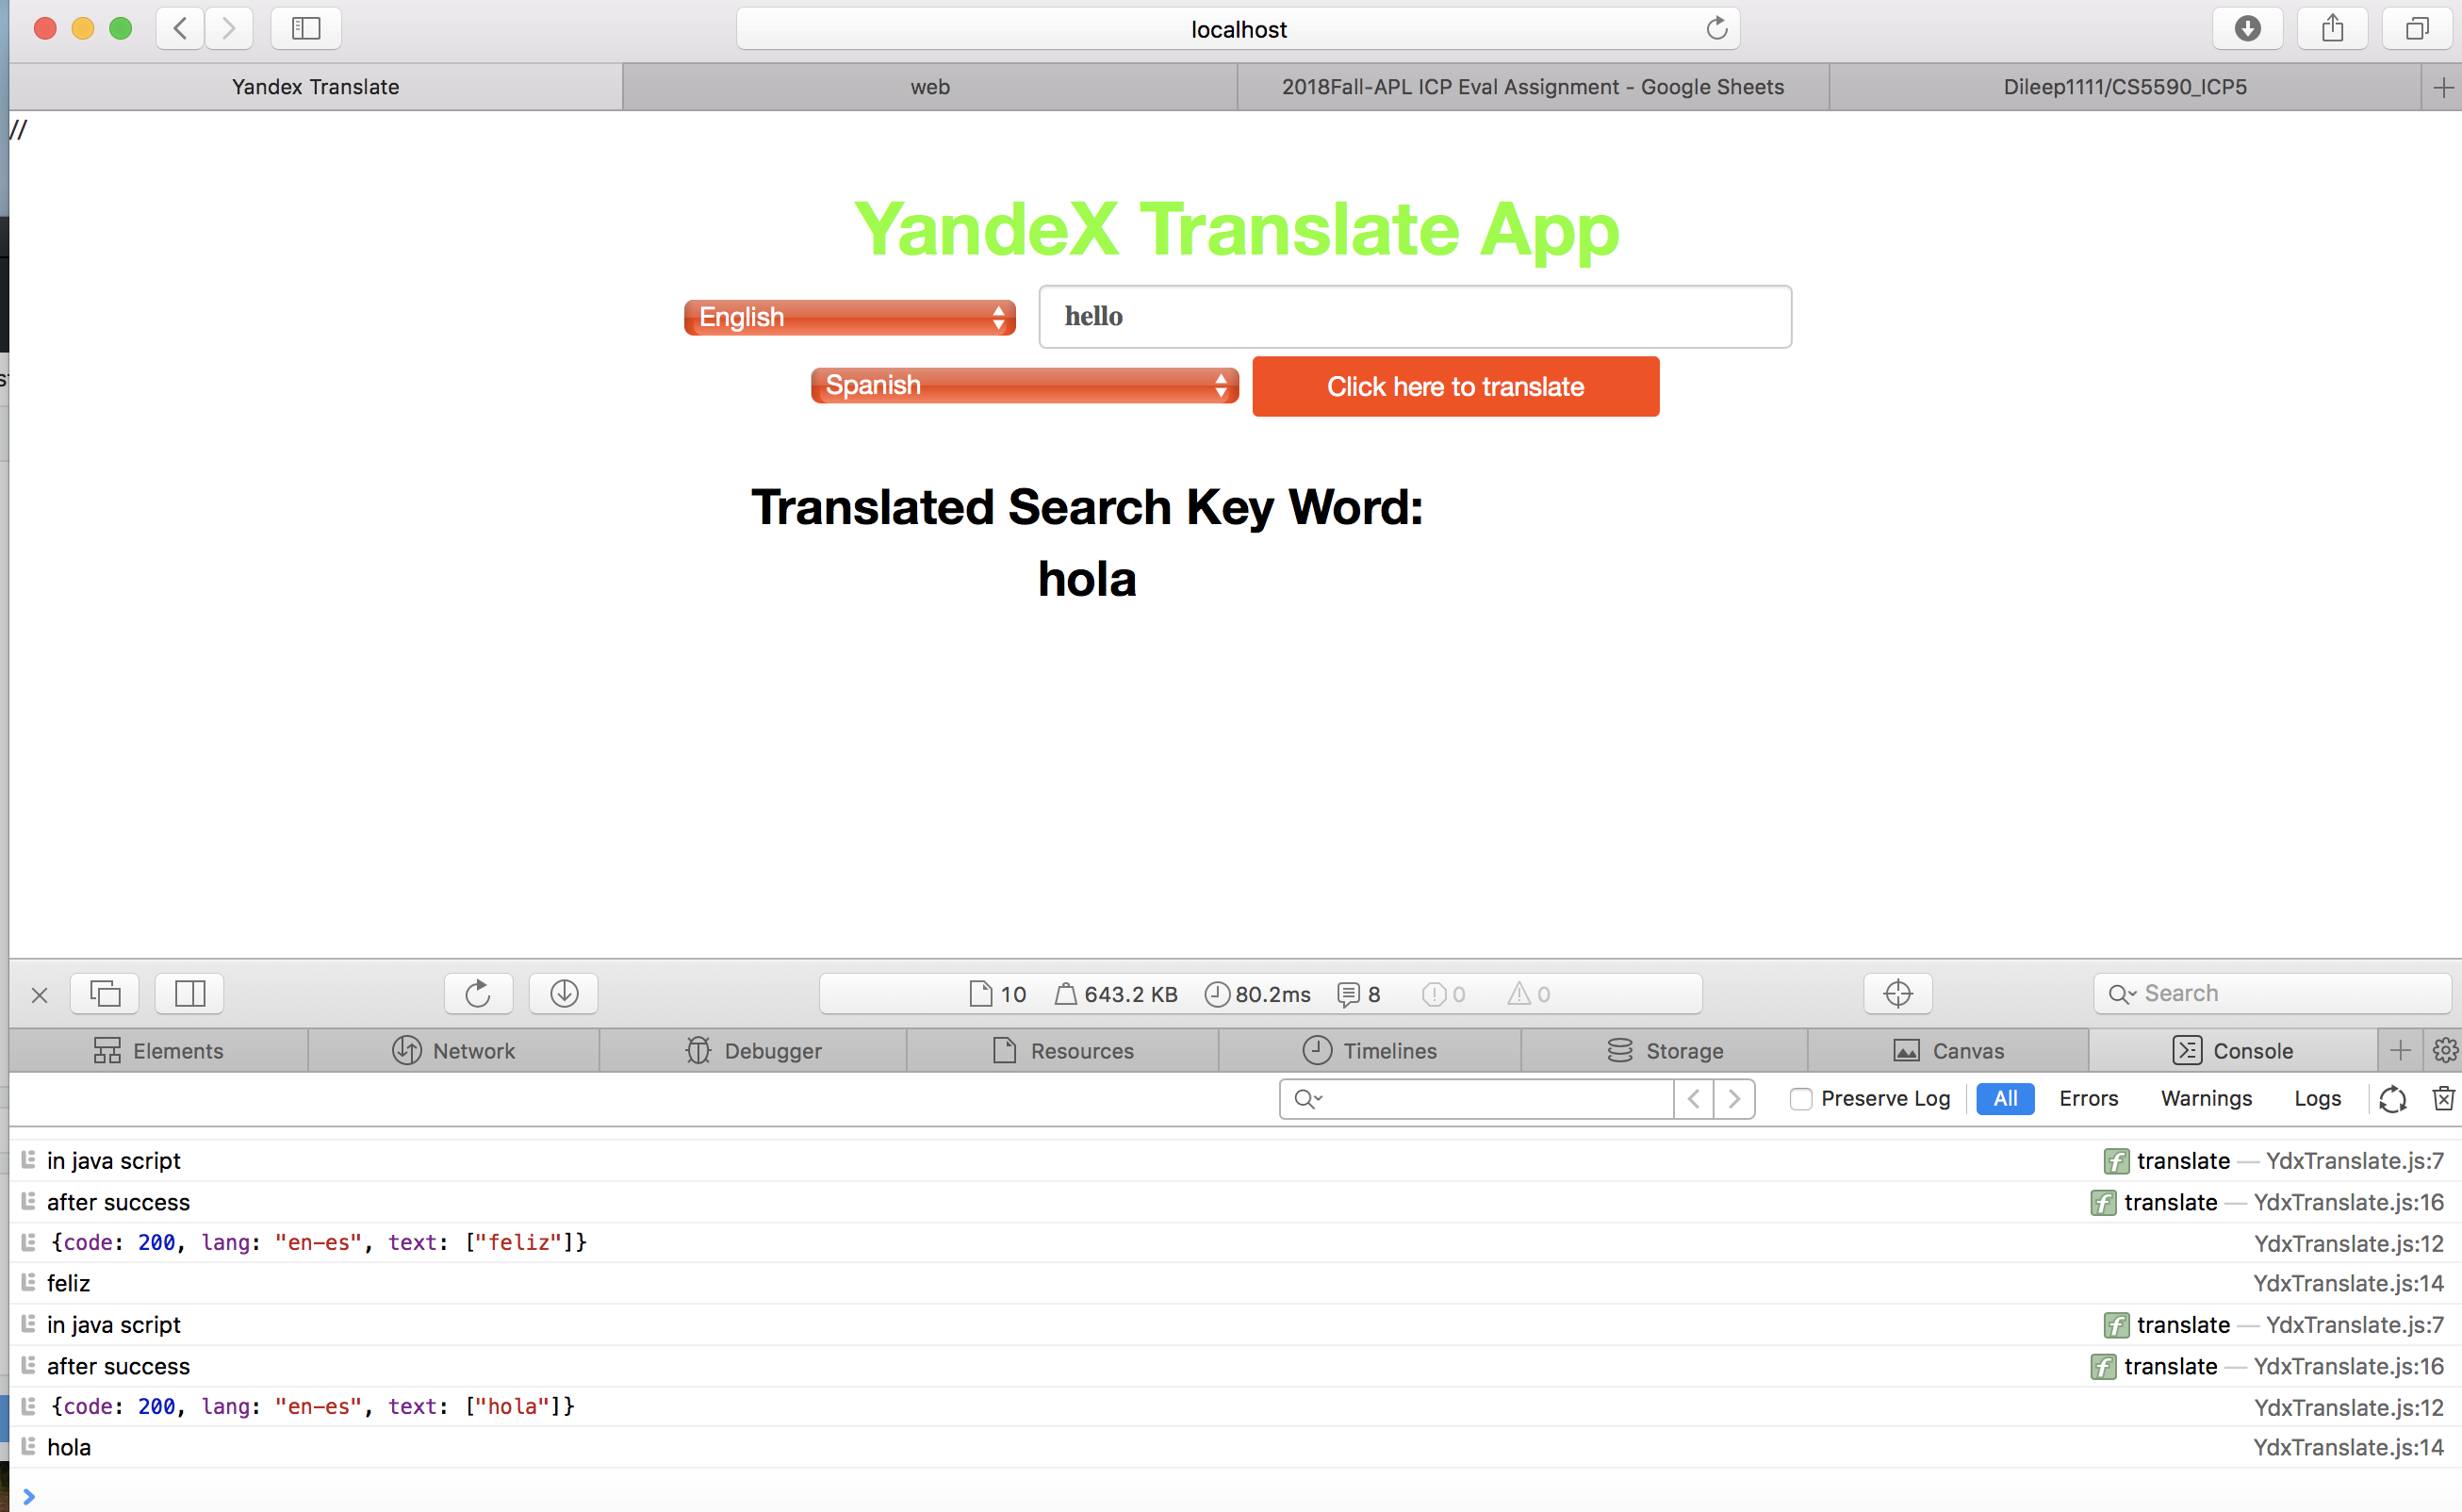 localhost
Yandex Translate
web
2018Fall-APL ICP Eval Assignment - Google Sheets
Dileep1111/CS5590_ICP5
//
YandeX Translate App
English
hello
Spanish
Click here to translate
Translated Search Key Word:
hola
10 643.2 KB 80.2ms 8 0 0
Search
Elements
Network
Debugger
Resources
Timelines
Storage
Canvas
Console
Preserve Log
All
Errors
Warnings
Logs
in java script
translate — YdxTranslate.js:7
after success
translate — YdxTranslate.js:16
{code: 200, lang: "en-es", text: ["feliz"]}
YdxTranslate.js:12
feliz
YdxTranslate.js:14
in java script
translate — YdxTranslate.js:7
after success
translate — YdxTranslate.js:16
{code: 200, lang: "en-es", text: ["hola"]}
YdxTranslate.js:12
hola
YdxTranslate.js:14